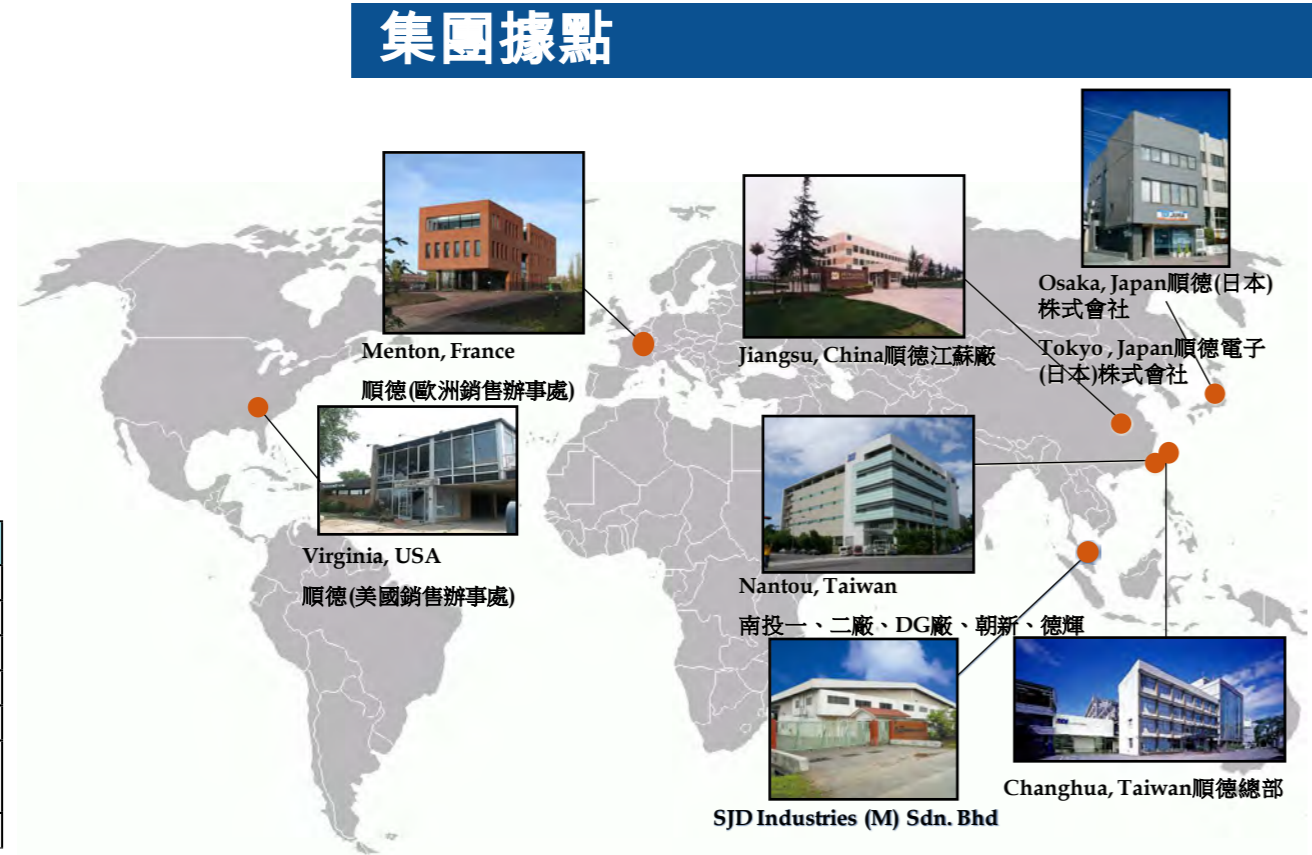 集團據點
Osaka, Japan順德(日本)
株式會社
Tokyo , Japan順德電子
(日本)株式會社
Menton, France
順德(歐洲銷售辦事處)
Jiangsu, China順德江蘇廠
Virginia, USA
順德(美國銷售辦事處)
Nantou, Taiwan
南投一、二廠、DG廠、朝新、德輝
Changhua, Taiwan順德總部
SJD Industries (M) Sdn. Bhd